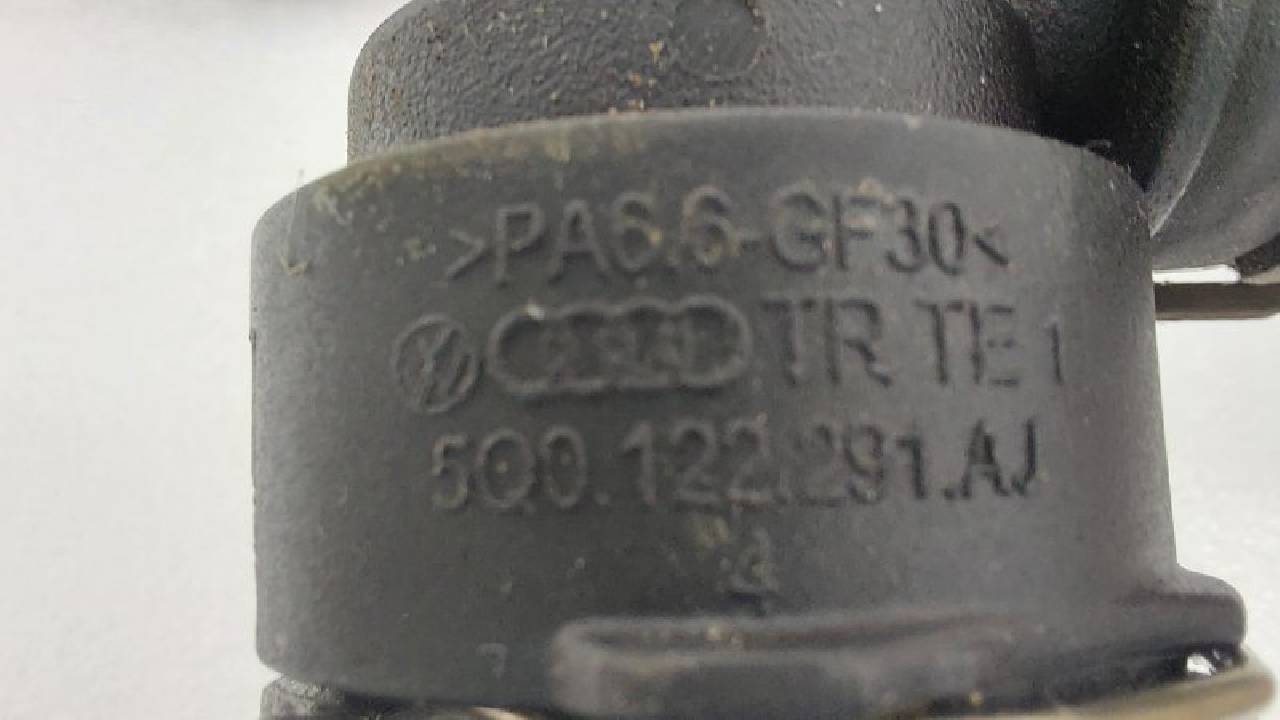 >PA6.6-GF30<
TR TE 1
5Q0.122.291.AJ